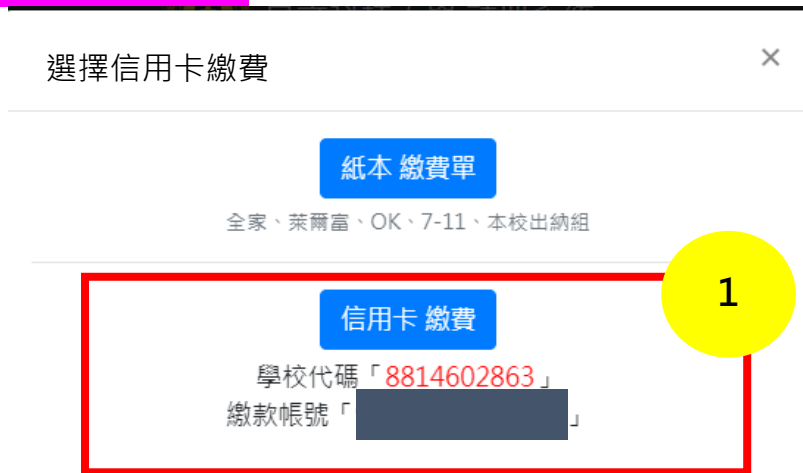 選擇信用卡繳費
×
紙本 繳費單
全家、萊爾富、OK、7-11、本校出納組
1
信用卡 繳費
學校代碼「8814602863」
繳款帳號「 」